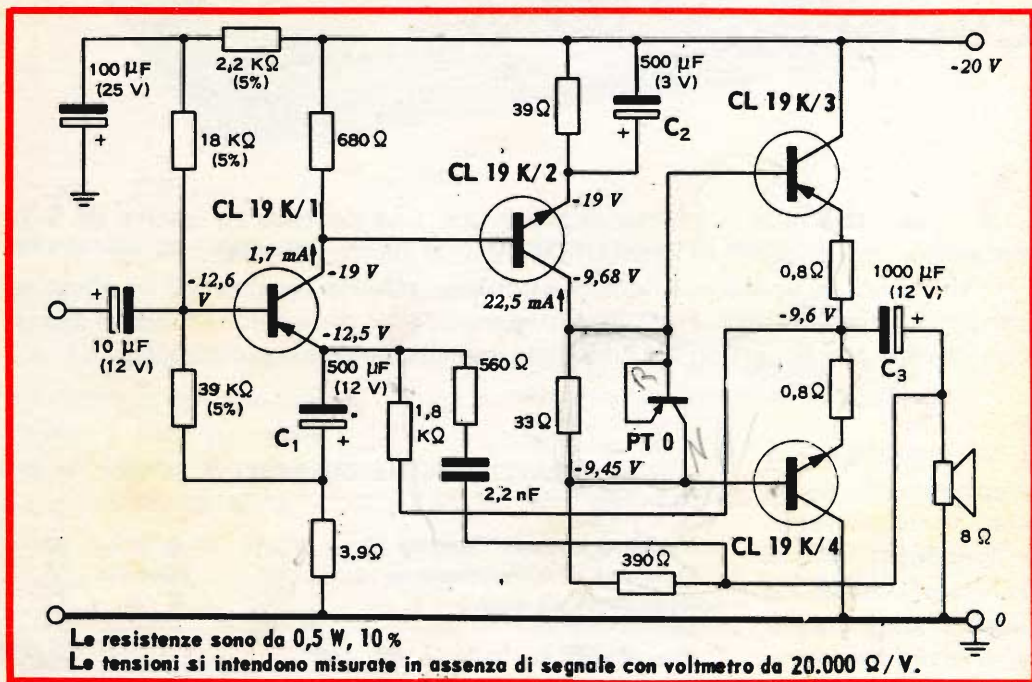 100 µF
(25 V)
+
2,2 KΩ
(5%)
18 KΩ
(5%)
680 Ω
39 Ω
500 µF
(3 V)
+
C2
-20 V
CL 19 K/3
CL 19 K/2
CL 19 K/1
1,7 mA
-19 V
-12,6
V
+
10 µF
(12 V)
-12,5 V
39 KΩ
(5%)
500 µF
(12 V)
C1
+
1,8
KΩ
560 Ω
2,2 nF
3,9 Ω
-19 V
-9,68 V
22,5 mA
33 Ω
R
PT 0
N
-9,45 V
390 Ω
0,8 Ω
-9,6 V
1000 µF
(12 V)
+
C3
0,8 Ω
CL 19 K/4
8 Ω
0
Le resistenze sono da 0,5 W, 10 %
Le tensioni si intendono misurate in assenza di segnale con voltmetro da 20.000 Ω/V.